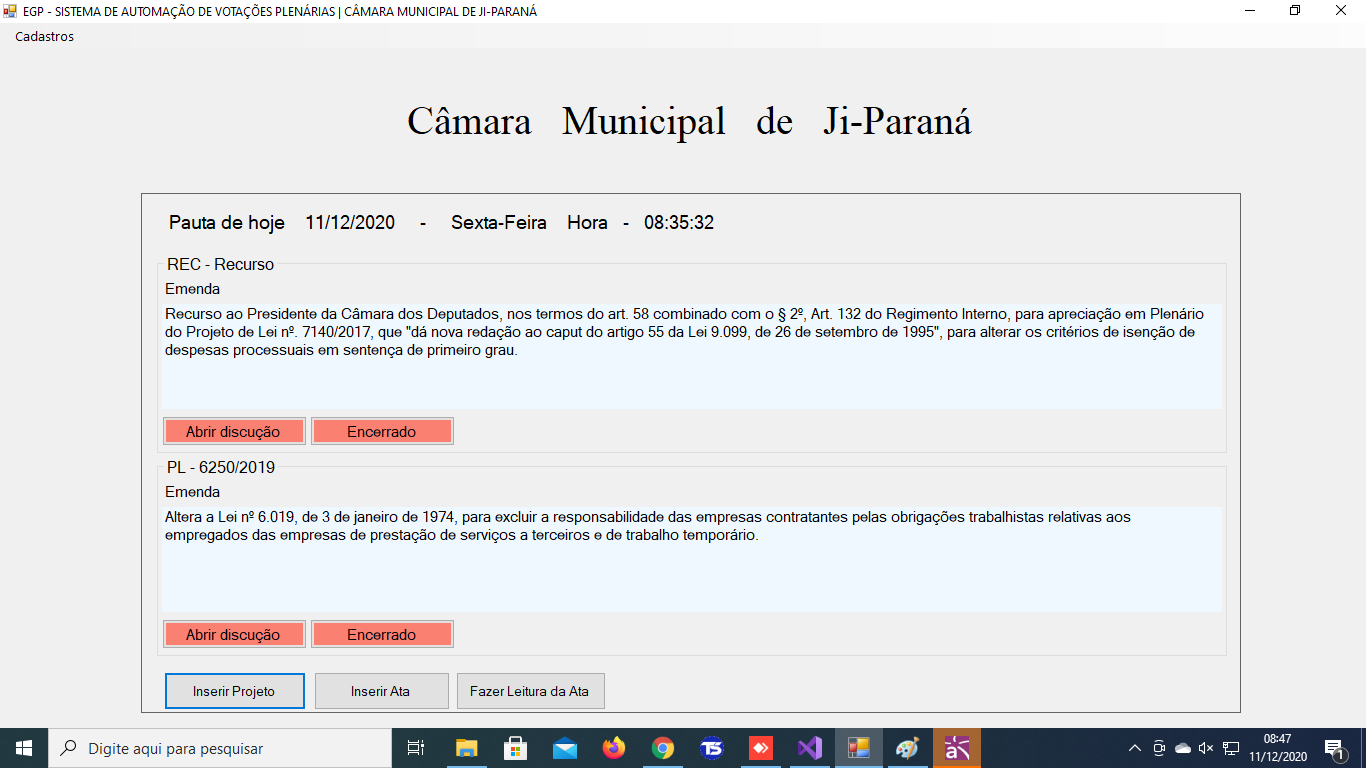 EGP - SISTEMA DE AUTOMAÇÃO DE VOTAÇÕES PLENÁRIAS | CÂMARA MUNICIPAL DE JI-PARANÁ
Cadastros
Câmara Municipal de Ji-Paraná
Pauta de hoje 11/12/2020 - Sexta-Feira Hora - 08:35:32
REC - Recurso
Emenda
Recurso ao Presidente da Câmara dos Deputados, nos termos do art. 58 combinado com o § 2º, Art. 132 do Regimento Interno, para apreciação em Plenário
do Projeto de Lei nº. 7140/2017, que "dá nova redação ao caput do artigo 55 da Lei 9.099, de 26 de setembro de 1995", para alterar os critérios de isenção de
despesas processuais em sentença de primeiro grau.
Abrir discução Encerrado
PL - 6250/2019
Emenda
Altera a Lei nº 6.019, de 3 de janeiro de 1974, para excluir a responsabilidade das empresas contratantes pelas obrigações trabalhistas relativas aos
empregados das empresas de prestação de serviços a terceiros e de trabalho temporário.
Abrir discução Encerrado
Inserir Projeto Inserir Ata Fazer Leitura da Ata
Digite aqui para pesquisar
TS
a
08:47
11/12/2020
1